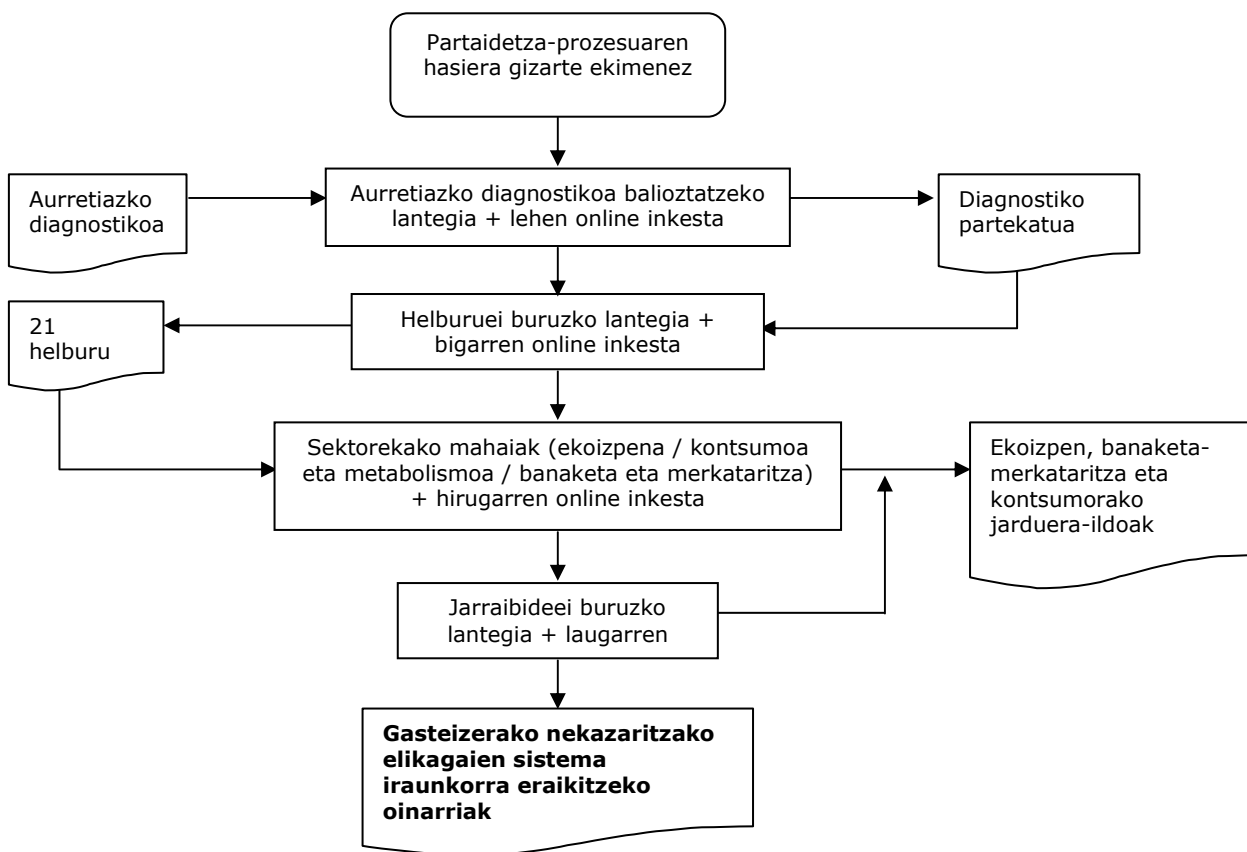 Partaidetza-prozesuaren
hasiera gizarte ekimenez
Aurretiazko
diagnostikoa
Aurretiazko diagnostikoa balioztatzeko
lantegia + lehen online inkesta
Diagnostiko
partekatua
21
helburu
Helburuei buruzko lantegia +
bigarren online inkesta
Sektorekako mahaiak (ekoizpena / kontsumoa
eta metabolismoa / banaketa eta merkataritza)
+ hirugarren online inkesta
Ekoizpen, banaketa-
merkataritza eta
kontsumorako
jarduera-ildoak
Jarraibideei buruzko
lantegia + laugarren
Gasteizerako nekazaritzako
elikagaien sistema
iraunkorra eraikitzeko
oinarriak